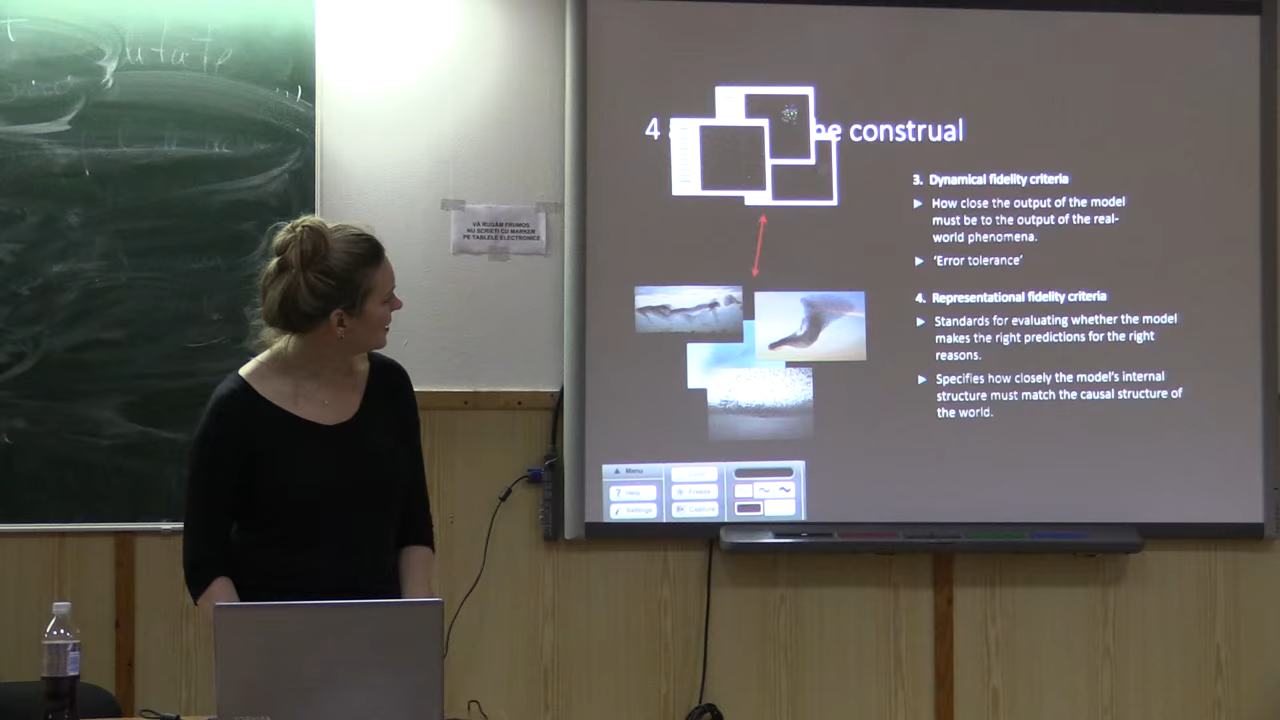 VĂ RUGĂM FRUMOS
NU SCRIEȚI CU MARKER
PE TABLELE ELECTRONICE
4
construal
3. Dynamical fidelity criteria
How close the output of the model
must be to the output of the real-
world phenomena.
'Error tolerance'
4. Representational fidelity criteria
Standards for evaluating whether the model
makes the right predictions for the right
reasons.
Specifies how closely the model's internal
structure must match the causal structure of
the world.
Menu
? Help
Settings
Freeze
Capture